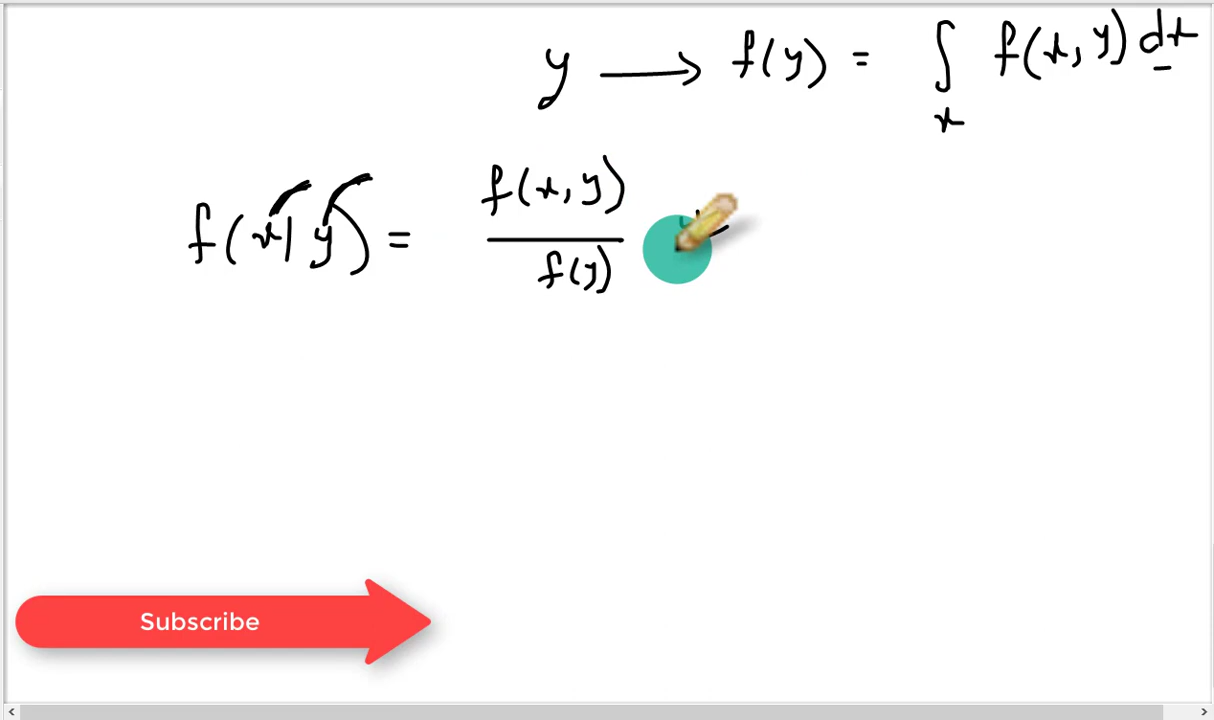 y → f(y) = ∫ₓ f(x, y) dx
f(x | y) = f(x, y) / f(y)
Subscribe